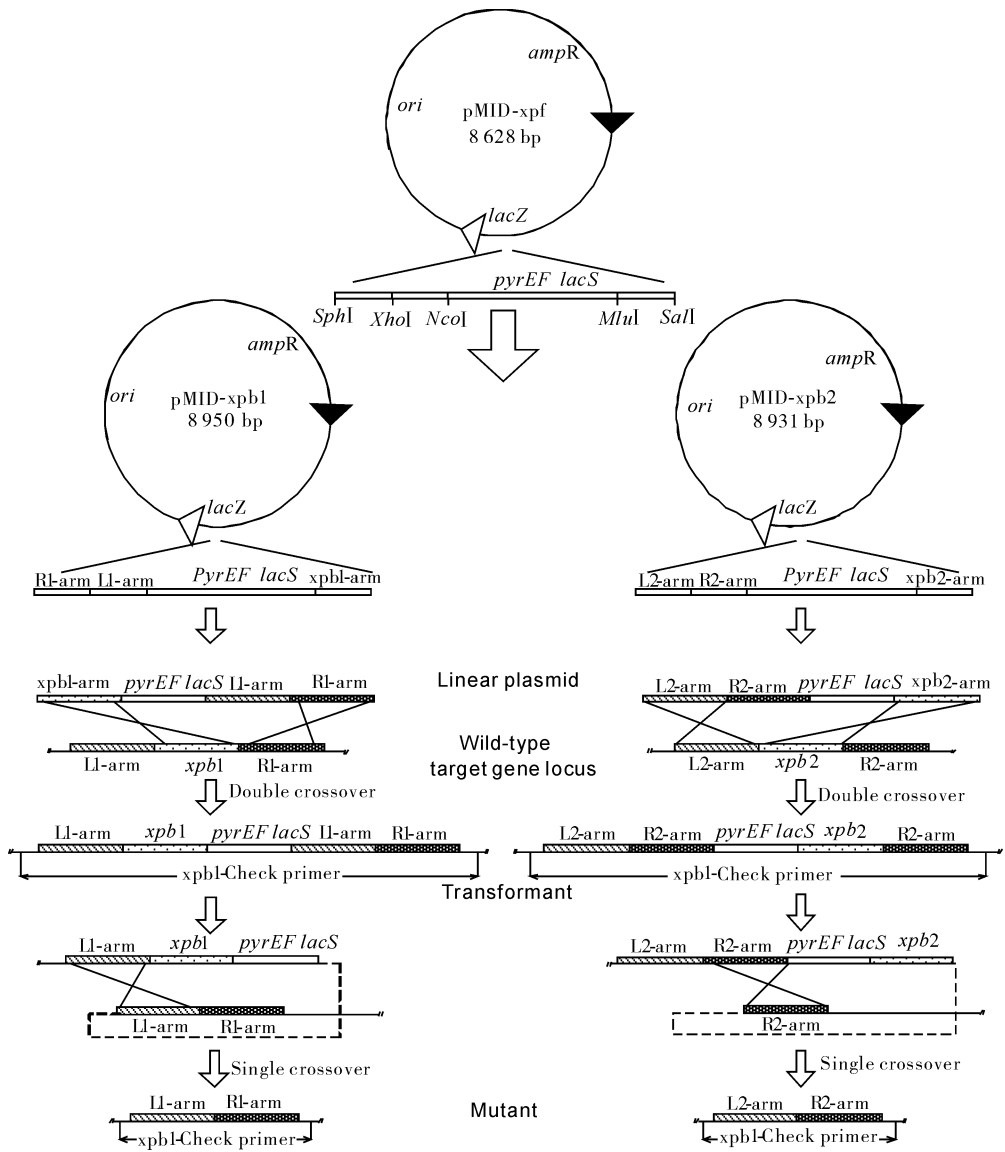 ampR
ori
pMID-xpf
8 628 bp
lacZ
pyrEF lacS
SphI XhoI NcoI MluI SalI
ampR
ori
pMID-xpb1
8 950 bp
lacZ
R1-arm L1-arm PyrEF lacS xpb1-arm
ampR
ori
pMID-xpb2
8 931 bp
lacZ
L2-arm R2-arm PyrEF lacS xpb2-arm
xpb1-arm pyrEF lacS L1-arm R1-arm
Linear plasmid
L2-arm R2-arm pyrEF lacS xpb2-arm
L1-arm xpb1 R1-arm
Wild-type
target gene locus
L2-arm xpb2 R2-arm
Double crossover
Double crossover
L1-arm xpb1 pyrEF lacS L1-arm R1-arm
L2-arm R2-arm pyrEF lacS xpb2 R2-arm
xpb1-Check primer
Transformant
xpb1-Check primer
L1-arm xpb1 pyrEF lacS
L2-arm R2-arm pyrEF lacS xpb2
L1-arm R1-arm
R2-arm
Single crossover
Single crossover
L1-arm R1-arm
Mutant
L2-arm R2-arm
xpb1-Check primer
xpb1-Check primer